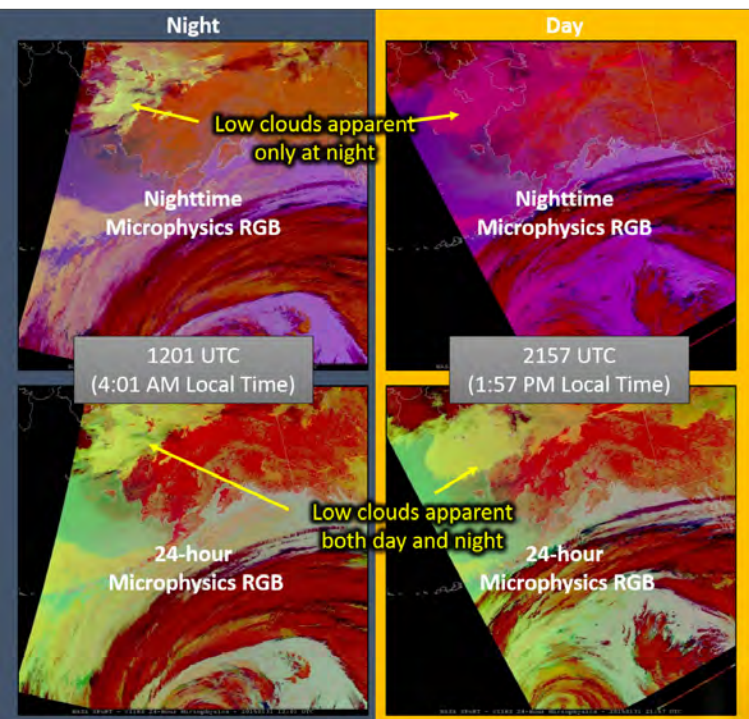 Night
Day
Low clouds apparent
only at night
Nighttime
Microphysics RGB
Nighttime
Microphysics RGB
1201 UTC
(4:01 AM Local Time)
2157 UTC
(1:57 PM Local Time)
Low clouds apparent
both day and night
24-hour
Microphysics RGB
24-hour
Microphysics RGB